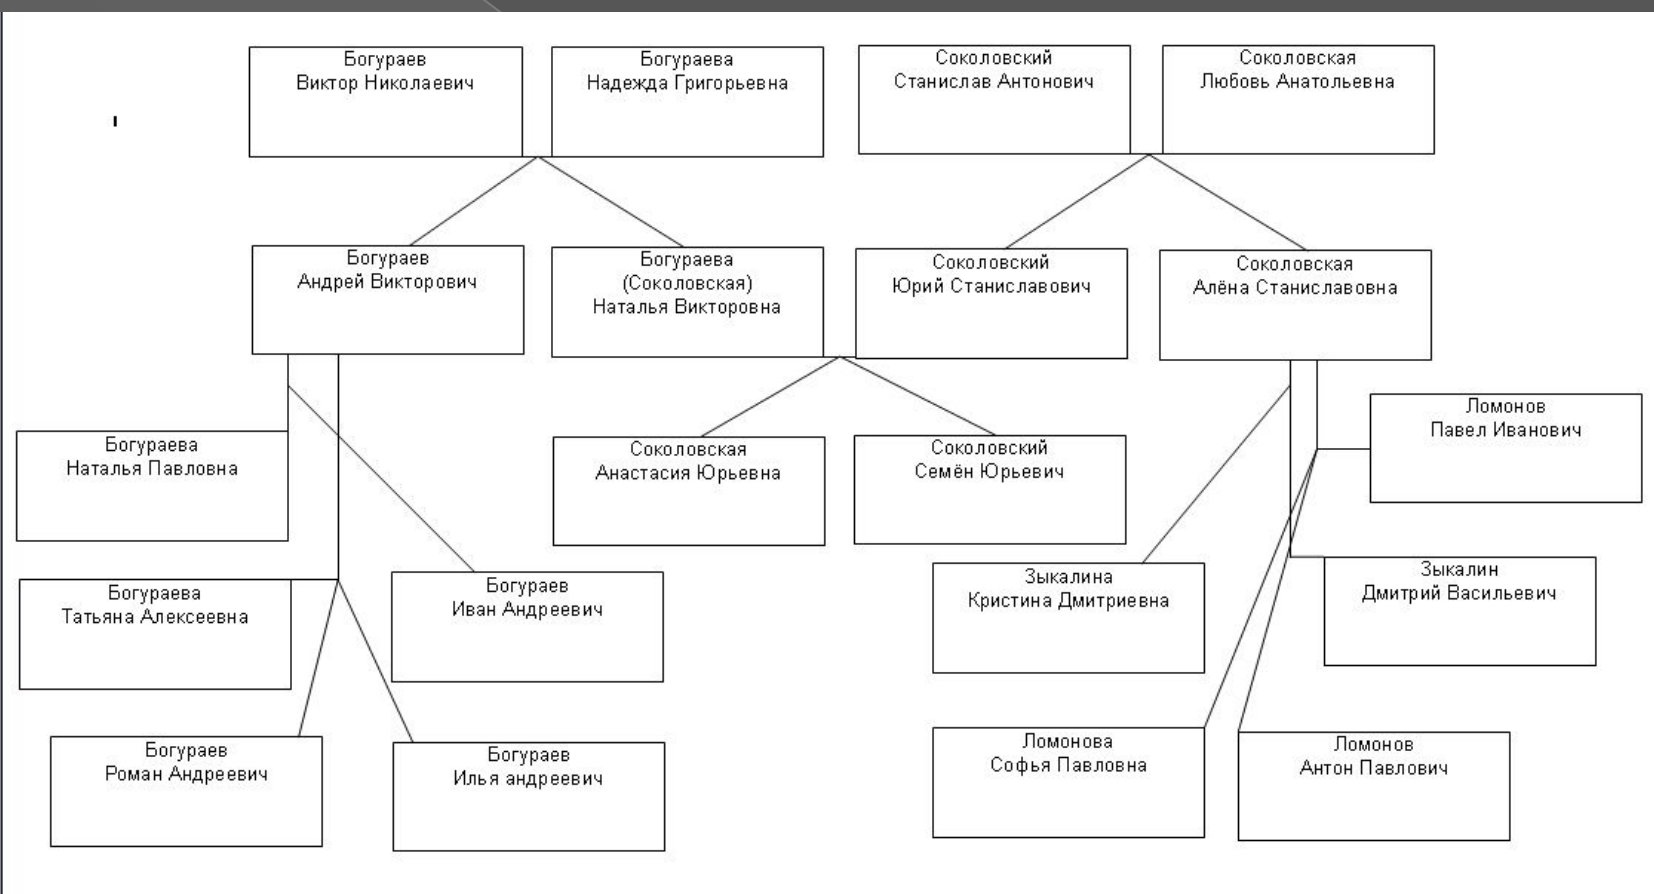 Богураев
Виктор Николаевич
Богураева
Надежда Григорьевна
Соколовский
Станислав Антонович
Соколовская
Любовь Анатольевна
Богураев
Андрей Викторович
Богураева
(Соколовская)
Наталья Викторовна
Соколовский
Юрий Станиславович
Соколовская
Алёна Станиславовна
Богураева
Наталья Павловна
Соколовская
Анастасия Юрьевна
Соколовский
Семён Юрьевич
Ломонов
Павел Иванович
Богураева
Татьяна Алексеевна
Богураев
Иван Андреевич
Зыкалина
Кристина Дмитриевна
Зыкалин
Дмитрий Васильевич
Богураев
Роман Андреевич
Богураев
Илья андреевич
Ломонова
Софья Павловна
Ломонов
Антон Павлович